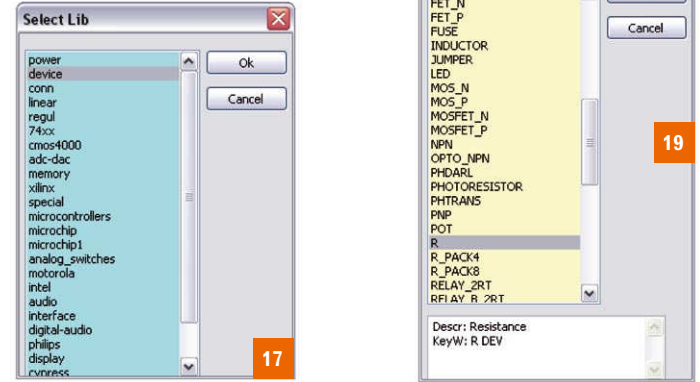 Select Lib
power
device
conn
linear
regul
74xx
cmos4000
adc-dac
memory
xilinx
special
microcontrollers
microchip
microchip1
analog_switches
motorola
intel
audio
interface
digital-audio
philips
display
cypress
Ok
Cancel
17
FET_N
FET_P
FUSE
INDUCTOR
JUMPER
LED
MOS_N
MOS_P
MOSFET_N
MOSFET_P
NPN
OPTO_NPN
PHDARL
PHOTORESISTOR
PHTRANS
PNP
POT
R
R_PACK4
R_PACK8
RELAY_2RT
RELAY_B_2RT
Cancel
19
Descr: Resistance
KeyW: R DEV